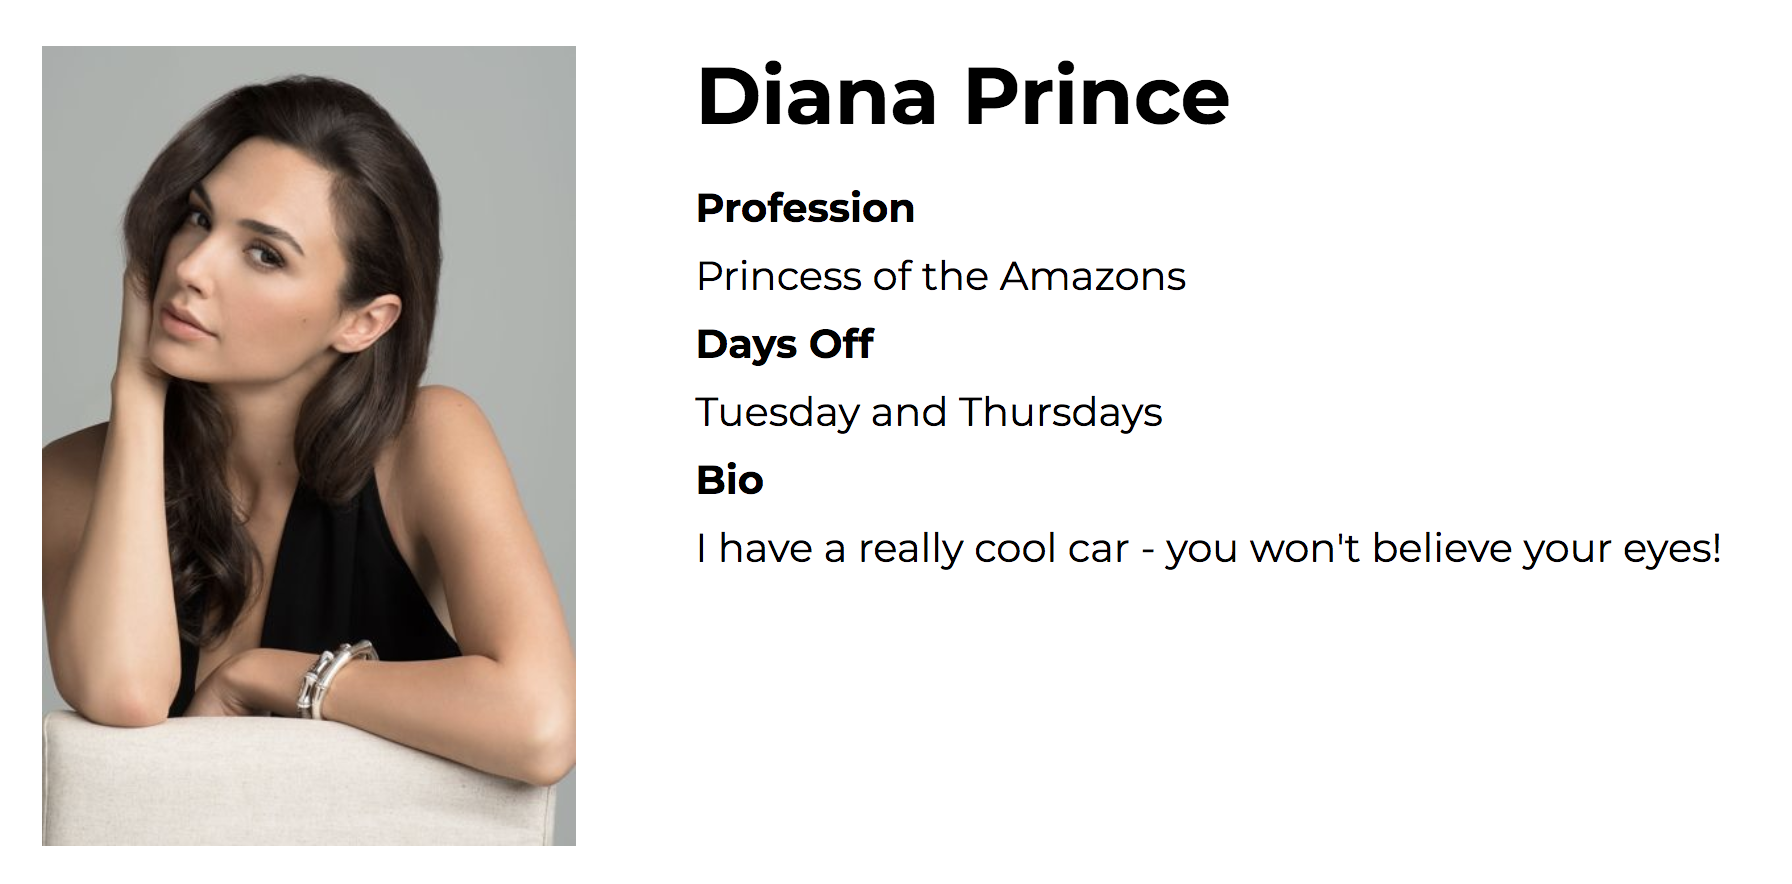 Diana Prince
Profession
Princess of the Amazons
Days Off
Tuesday and Thursdays
Bio
I have a really cool car - you won't believe your eyes!